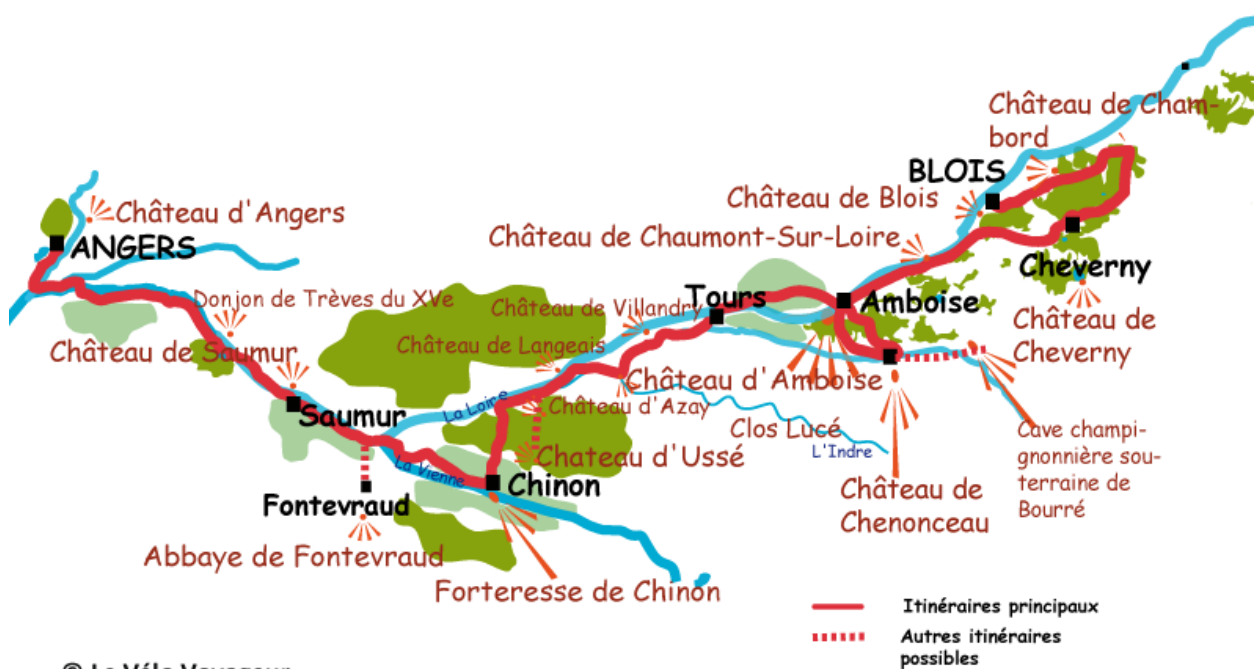 Château de Cham-
bord
BLOIS
Château de Blois
Château d'Angers
ANGERS
Château de Chaumont-Sur-Loire
Cheverny
Donjon de Trèves du XVe
Château de Villandry
Tours
Amboise
Château de
Cheverny
Château de Saumur
Château de Langeais
Château d'Amboise
Saumur
La Loire
Château d'Azay
Clos Lucé
L'Indre
Cave champi-
gnonnière sou-
terraine de
Bourré
La Vienne
Chateau d'Ussé
Chinon
Château de
Chenonceau
Fontevraud
Abbaye de Fontevraud
Forteresse de Chinon
Itinéraires principaux
Autres itinéraires
possibles
© Le Vélo Voyageur